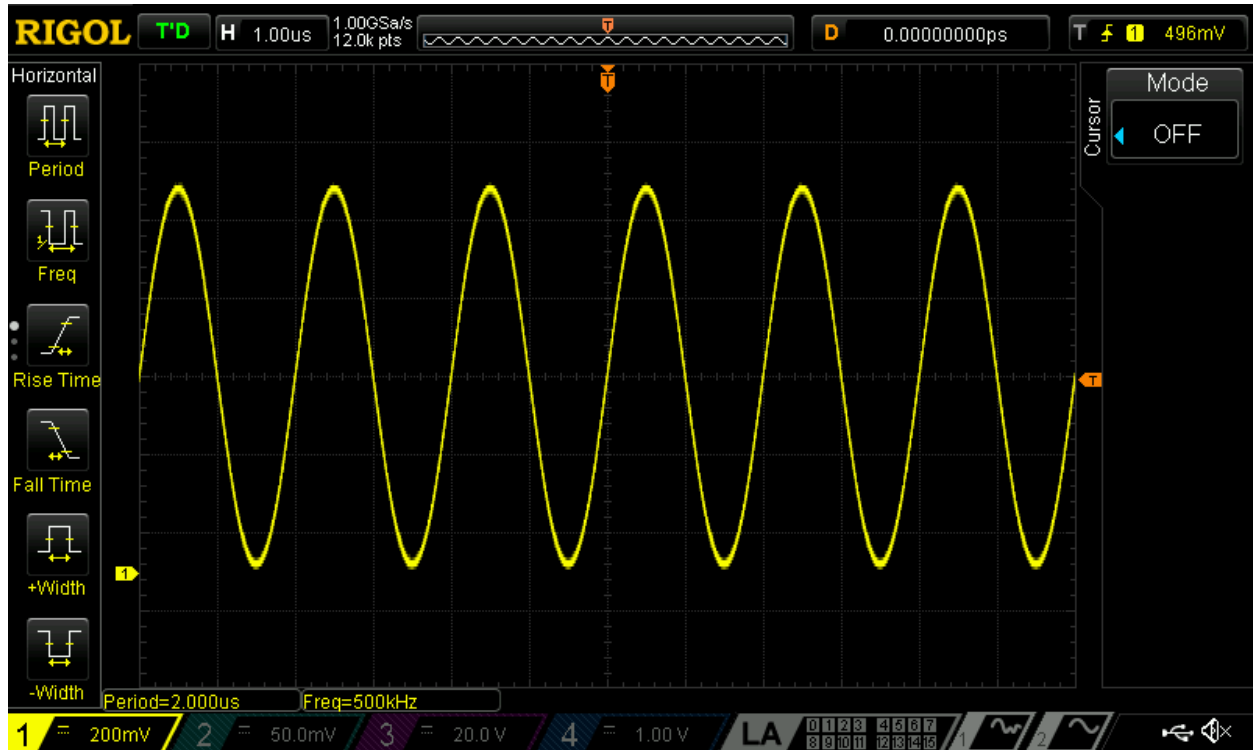 RIGOL T'D H 1.00us 1.00GSa/s 12.0k pts T D 0.00000000ps T 1 496mV
Horizontal
T
Mode
Cursor
OFF
Period
Freq
Rise Time
T
Fall Time
1
+Width
-Width
Period=2.000us Freq=500kHz
1 200mV 2 50.0mV 3 20.0 V 4 1.00 V LA 0 1 2 3 4 5 6 7 8 9 10 11 12 13 14 15 1 2